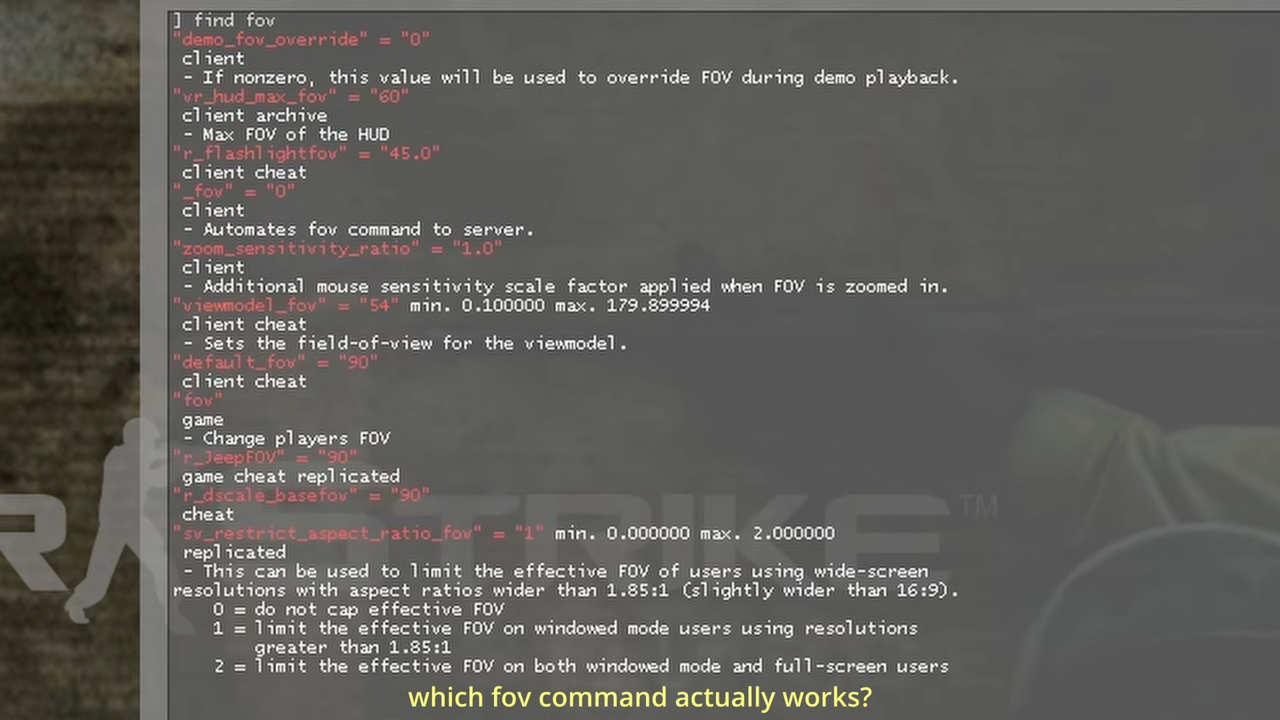 ] find fov
"demo_fov_override" = "0"
client
- If nonzero, this value will be used to override FOV during demo playback.
"vr_hud_max_fov" = "60"
client archive
- Max FOV of the HUD
"r_flashlightfov" = "45.0"
client cheat
"_fov" = "0"
client
- Automates fov command to server.
"zoom_sensitivity_ratio" = "1.0"
client
- Additional mouse sensitivity scale factor applied when FOV is zoomed in.
"viewmodel_fov" = "54" min. 0.100000 max. 179.899994
client cheat
- Sets the field-of-view for the viewmodel.
"default_fov" = "90"
client cheat
"fov"
game
- Change players FOV
"r_JeepFOV" = "90"
game cheat replicated
"r_dscale_basefov" = "90"
cheat
"sv_restrict_aspect_ratio_fov" = "1" min. 0.000000 max. 2.000000
replicated
- This can be used to limit the effective FOV of users using wide-screen
resolutions with aspect ratios wider than 1.85:1 (slightly wider than 16:9).
0 = do not cap effective FOV
1 = limit the effective FOV on windowed mode users using resolutions
greater than 1.85:1
2 = limit the effective FOV on both windowed mode and full-screen users
R STRIKE™
which fov command actually works?